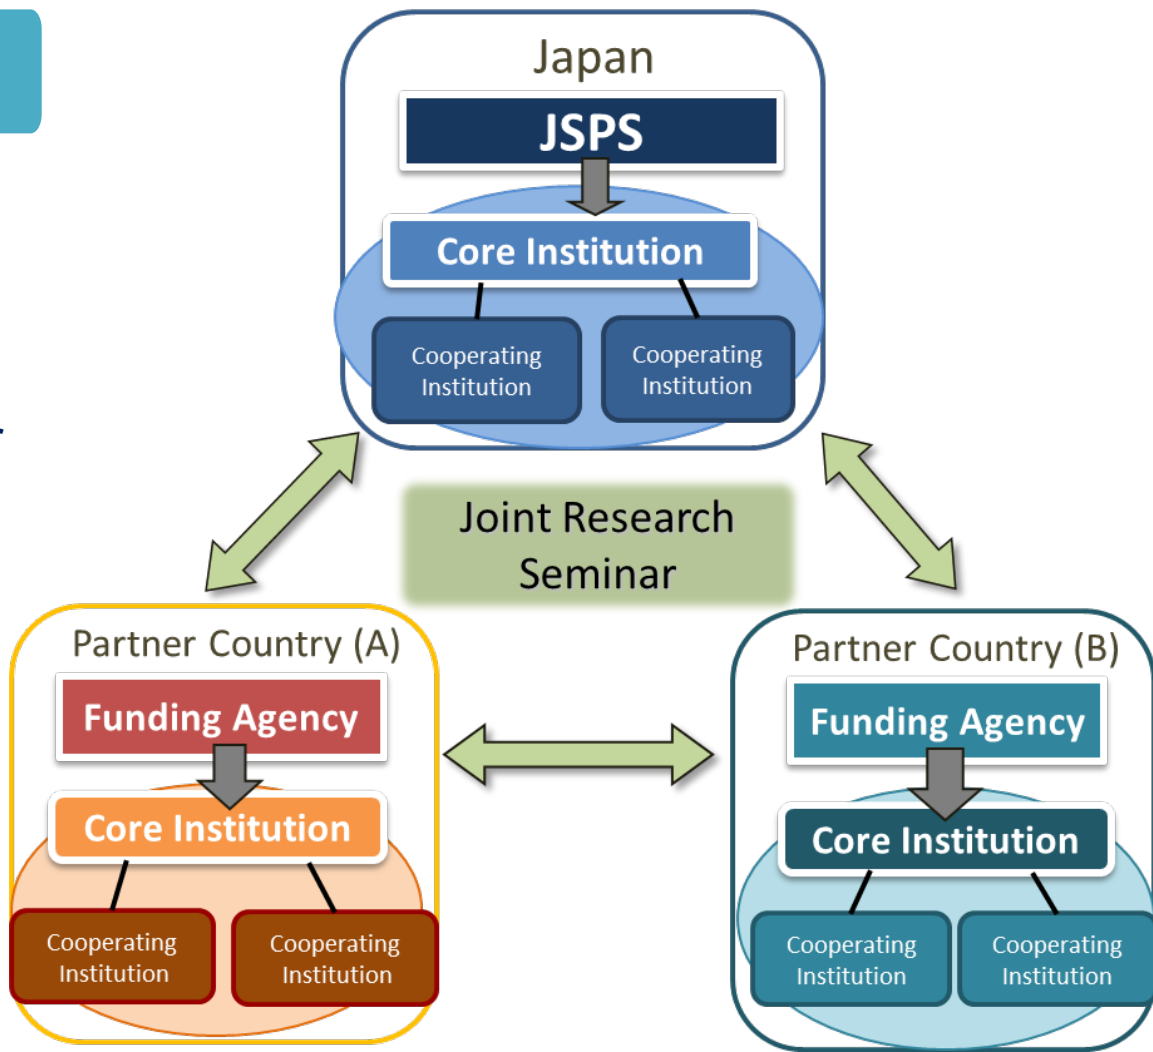 Japan
JSPS
Core Institution
Cooperating
Institution
Cooperating
Institution
Joint Research
Seminar
Partner Country (A)
Funding Agency
Core Institution
Cooperating
Institution
Cooperating
Institution
Partner Country (B)
Funding Agency
Core Institution
Cooperating
Institution
Cooperating
Institution